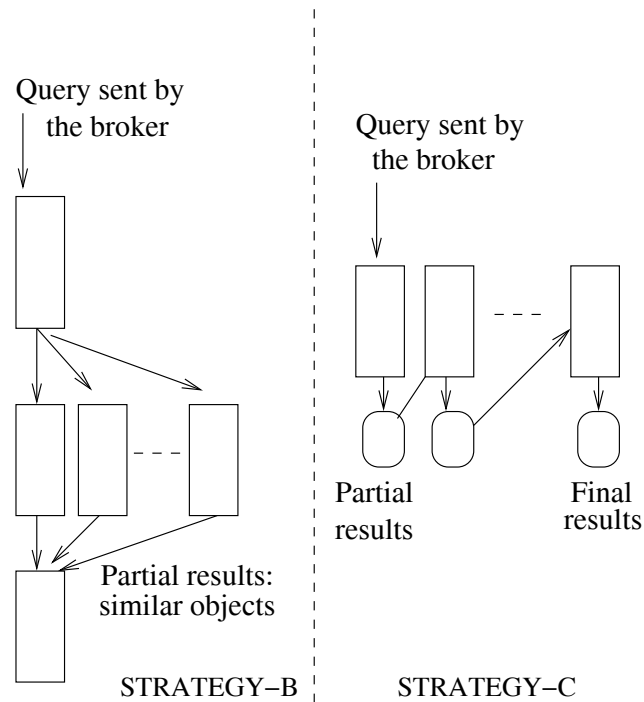 Query sent by
the broker
Partial results:
similar objects
STRATEGY–B
Query sent by
the broker
Partial
results
Final
results
STRATEGY–C